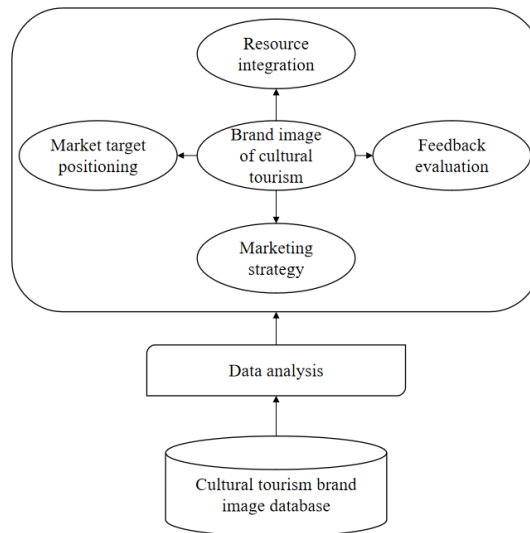 Resource
integration
Market target
positioning
Brand image
of cultural
tourism
Feedback
evaluation
Marketing
strategy
Data analysis
Cultural tourism brand
image database